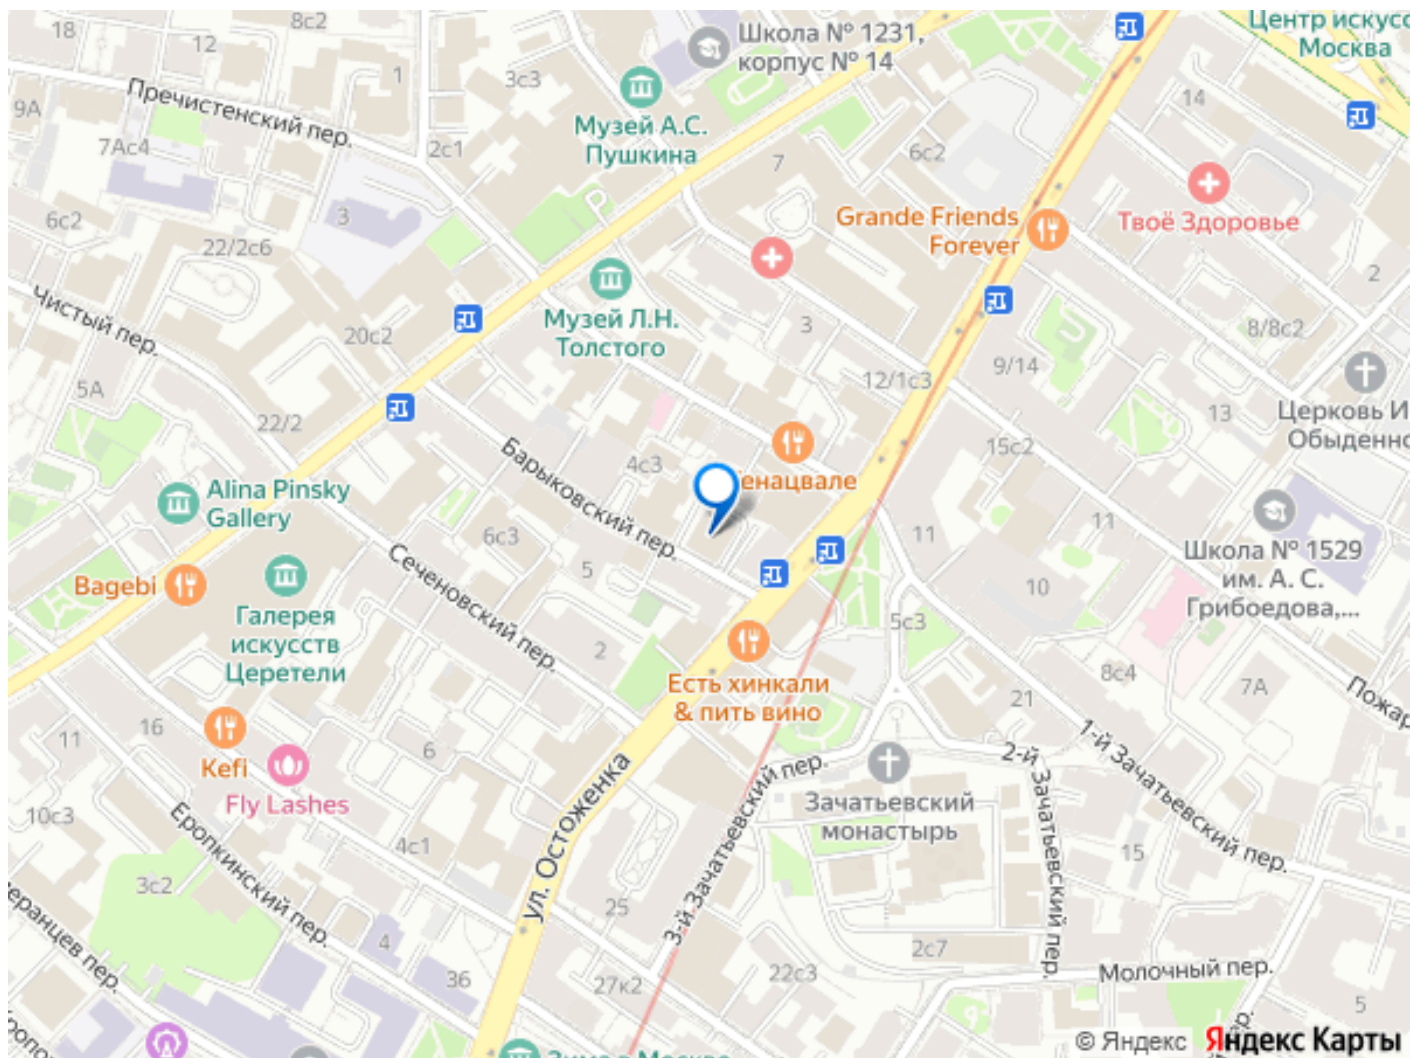 18
12
8с2
1
3с3
Школа № 1231,
корпус № 14
Центр искусс
Москва
9А
Пречистенский пер.
7Ас4
2с1
Музей А.С.
Пушкина
7
6с2
14
Твоё Здоровье
Grande Friends
Forever
6с2
3
22/2с6
2
Чистый пер.
20с2
Музей Л.Н.
Толстого
3
8/8с2
12/1с3
9/14
5А
22/2
13
Церковь И
Обыденно
15с2
Барыковский пер.
4с3
енацвале
Alina Pinsky
Gallery
6с3
11
11
Школа № 1529
им. А. С.
Грибоедова,...
Сеченовский пер.
5
10
Bagebi
Галерея
искусств
Церетели
2
5с3
8с4
7А
Есть хинкали
& пить вино
21
Пожар
16
11
6
Kefi
Fly Lashes
ул. Остоженка
3-й Зачатьевский пер.
2-й Зачатьевский пер.
1-й Зачатьевский пер.
Зачатьевский
монастырь
10с3
Еропкинский пер.
4с1
15
3с2
25
4
36
27к2
22с3
2с7
Молочный пер.
еранцев пер.
5
ропо
ер.
Зима в Москве
© Яндекс
Яндекс Карты